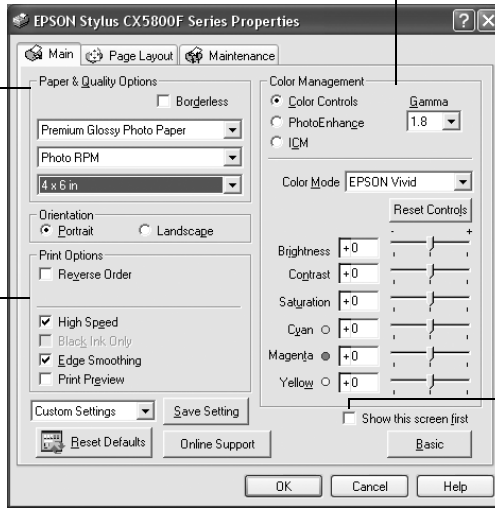 EPSON Stylus CX5800F Series Properties
Main Page Layout Maintenance
Paper & Quality Options
Borderless
Premium Glossy Photo Paper
Photo RPM
4 x 6 in
Orientation
Portrait Landscape
Print Options
Reverse Order
High Speed
Black Ink Only
Edge Smoothing
Print Preview
Custom Settings Save Setting
Reset Defaults Online Support
Color Management
Color Controls Gamma
PhotoEnhance 1.8
ICM
Color Mode EPSON Vivid
Reset Controls
- +
Brightness +0
Contrast +0
Saturation +0
Cyan +0
Magenta +0
Yellow +0
Show this screen first
Basic
OK Cancel Help